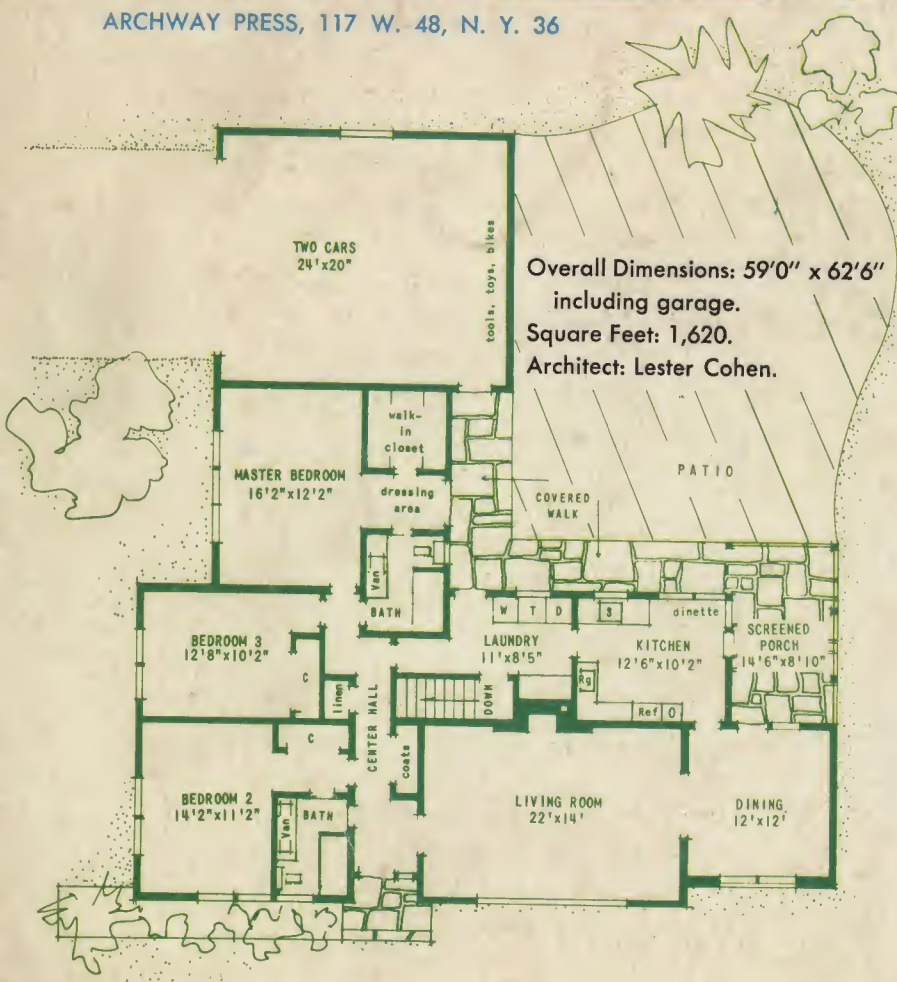 ARCHWAY PRESS, 117 W. 48, N. Y. 36
TWO CARS
24'x20"
tools, toys, bikes
Overall Dimensions: 59'0" x 62'6"
including garage.
Square Feet: 1,620.
Architect: Lester Cohen.
walk-
in
closet
MASTER BEDROOM
16'2"x12'2"
dressing
area
COVERED
WALK
PATIO
Van
BATH
W T D
S
dinette
LAUNDRY
11'x8'5"
KITCHEN
12'6"x10'2"
SCREENED
PORCH
14'6"x8'10"
BEDROOM 3
12'8"x10'2"
C
linen
CENTER HALL
DOWN
Rg
Ref O
C
coats
BEDROOM 2
14'2"x11'2"
Van
BATH
LIVING ROOM
22'x14'
DINING
12'x12'